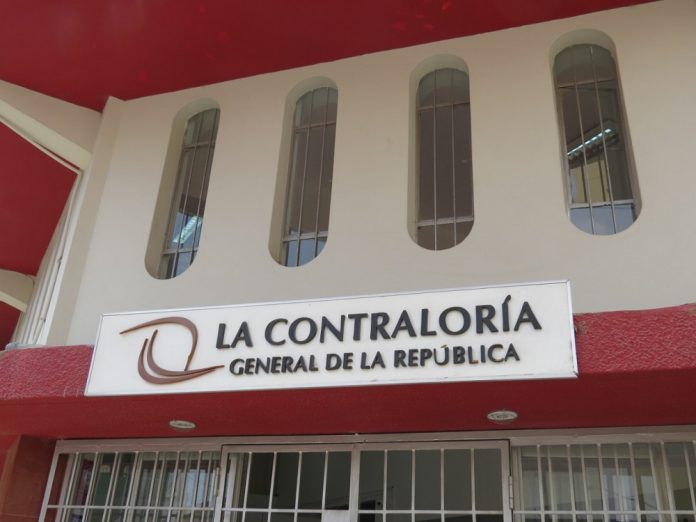 LA CONTRALORÍA
GENERAL DE LA REPÚBLICA